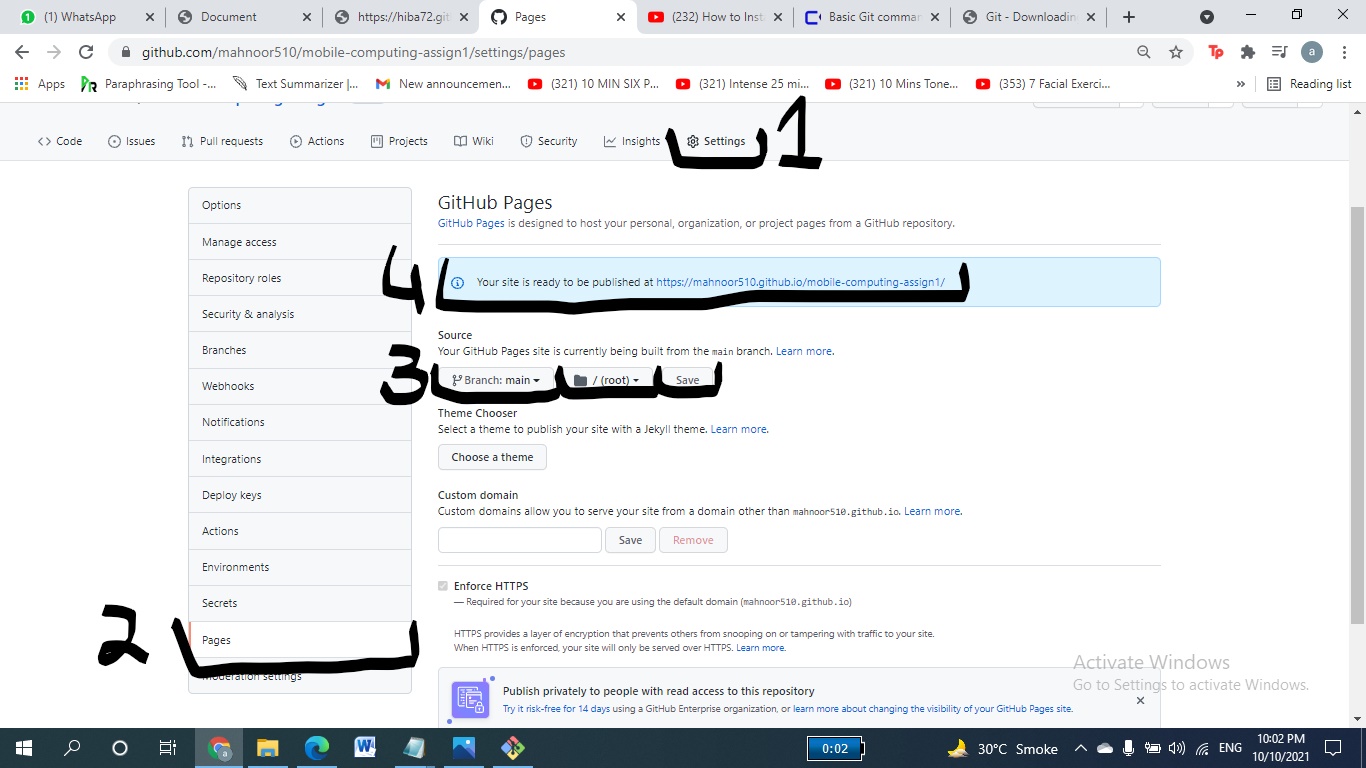 (1) WhatsApp
Document
https://hiba72.git
Pages
(232) How to Inst
Basic Git commar
Git - Downloadin
github.com/mahnoor510/mobile-computing-assign1/settings/pages
a
Apps
Paraphrasing Tool -...
Text Summarizer |...
New announcemen...
(321) 10 MIN SIX P...
(321) Intense 25 mi...
(321) 10 Mins Tone...
(353) 7 Facial Exerci...
»
Reading list
Code
Issues
Pull requests
Actions
Projects
Wiki
Security
Insights
Settings
1
Options
Manage access
Repository roles
Security & analysis
Branches
Webhooks
Notifications
Integrations
Deploy keys
Actions
Environments
Secrets
2
Pages
Moderation settings
GitHub Pages
GitHub Pages is designed to host your personal, organization, or project pages from a GitHub repository.
4
Your site is ready to be published at https://mahnoor510.github.io/mobile-computing-assign1/
Source
Your GitHub Pages site is currently being built from the main branch. Learn more.
3
Branch: main
/ (root)
Save
Theme Chooser
Select a theme to publish your site with a Jekyll theme. Learn more.
Choose a theme
Custom domain
Custom domains allow you to serve your site from a domain other than mahnoor510.github.io. Learn more.
Save
Remove
Enforce HTTPS
— Required for your site because you are using the default domain (mahnoor510.github.io)
HTTPS provides a layer of encryption that prevents others from snooping on or tampering with traffic to your site.
When HTTPS is enforced, your site will only be served over HTTPS. Learn more.
Publish privately to people with read access to this repository
Try it risk-free for 14 days using a GitHub Enterprise organization, or learn more about changing the visibility of your GitHub Pages site.
Activate Windows
Go to Settings to activate Windows.
0:02
30°C Smoke
ENG
10:02 PM
10/10/2021